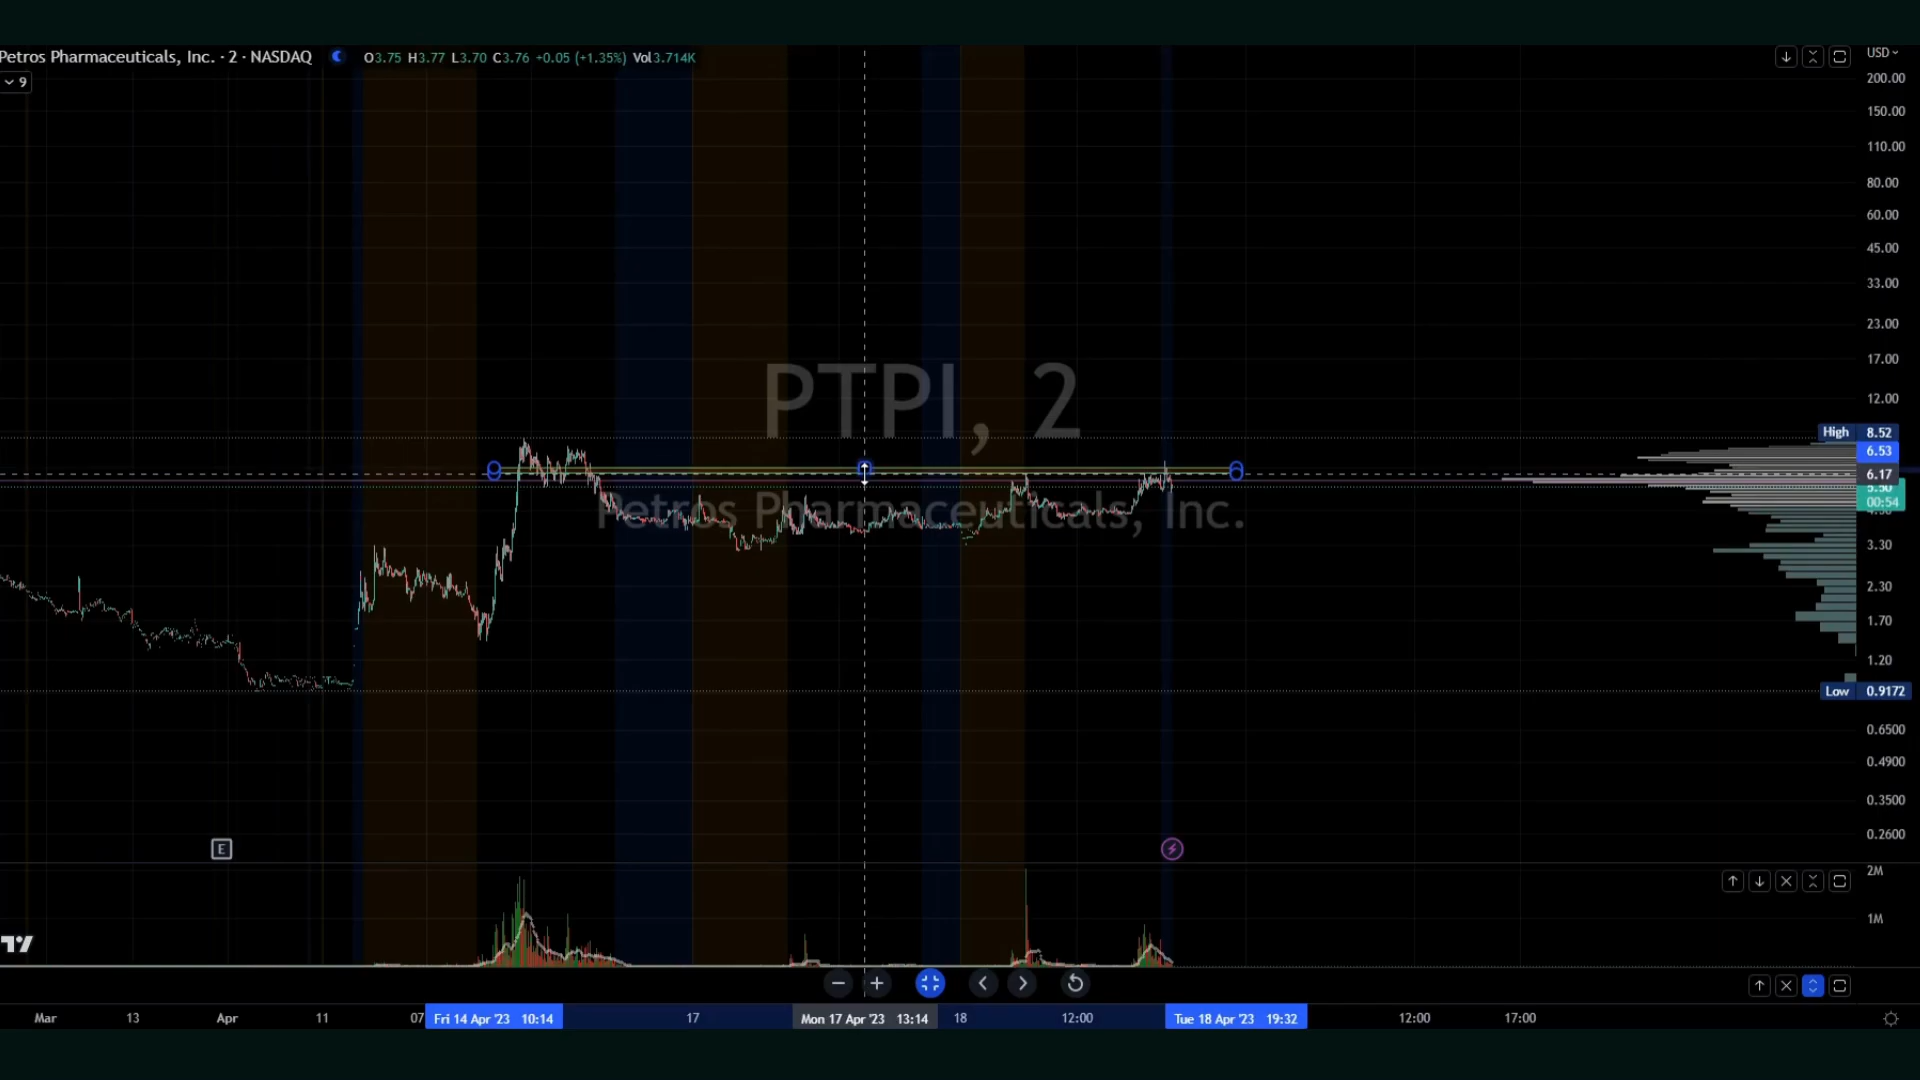 Petros Pharmaceuticals, Inc. · 2 · NASDAQ O3.75 H3.77 L3.70 C3.76 +0.05 (+1.35%) Vol3.714K
USD
9
200.00
150.00
110.00
80.00
60.00
45.00
33.00
23.00
17.00
PTPI, 2
12.00
High 8.52
6.53
6.17
00:54
Petros Pharmaceuticals, Inc.
3.30
2.30
1.70
1.20
Low 0.9172
0.6500
0.4900
0.3500
0.2600
E
2M
1M
Mar 13 Apr 11 07 Fri 14 Apr '23 10:14 17 Mon 17 Apr '23 13:14 18 12:00 Tue 18 Apr '23 19:32 12:00 17:00